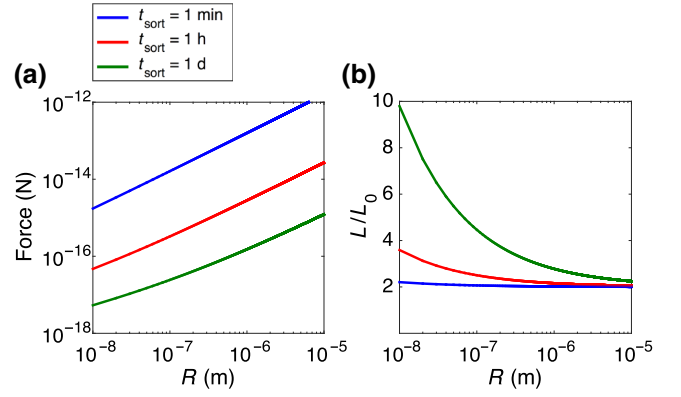 t_sort = 1 min
t_sort = 1 h
t_sort = 1 d
(a)
(b)
10^-12
10^-14
10^-16
10^-18
Force (N)
10^-8 10^-7 10^-6 10^-5
R (m)
10
8
6
4
2
L/L_0
10^-8 10^-7 10^-6 10^-5
R (m)